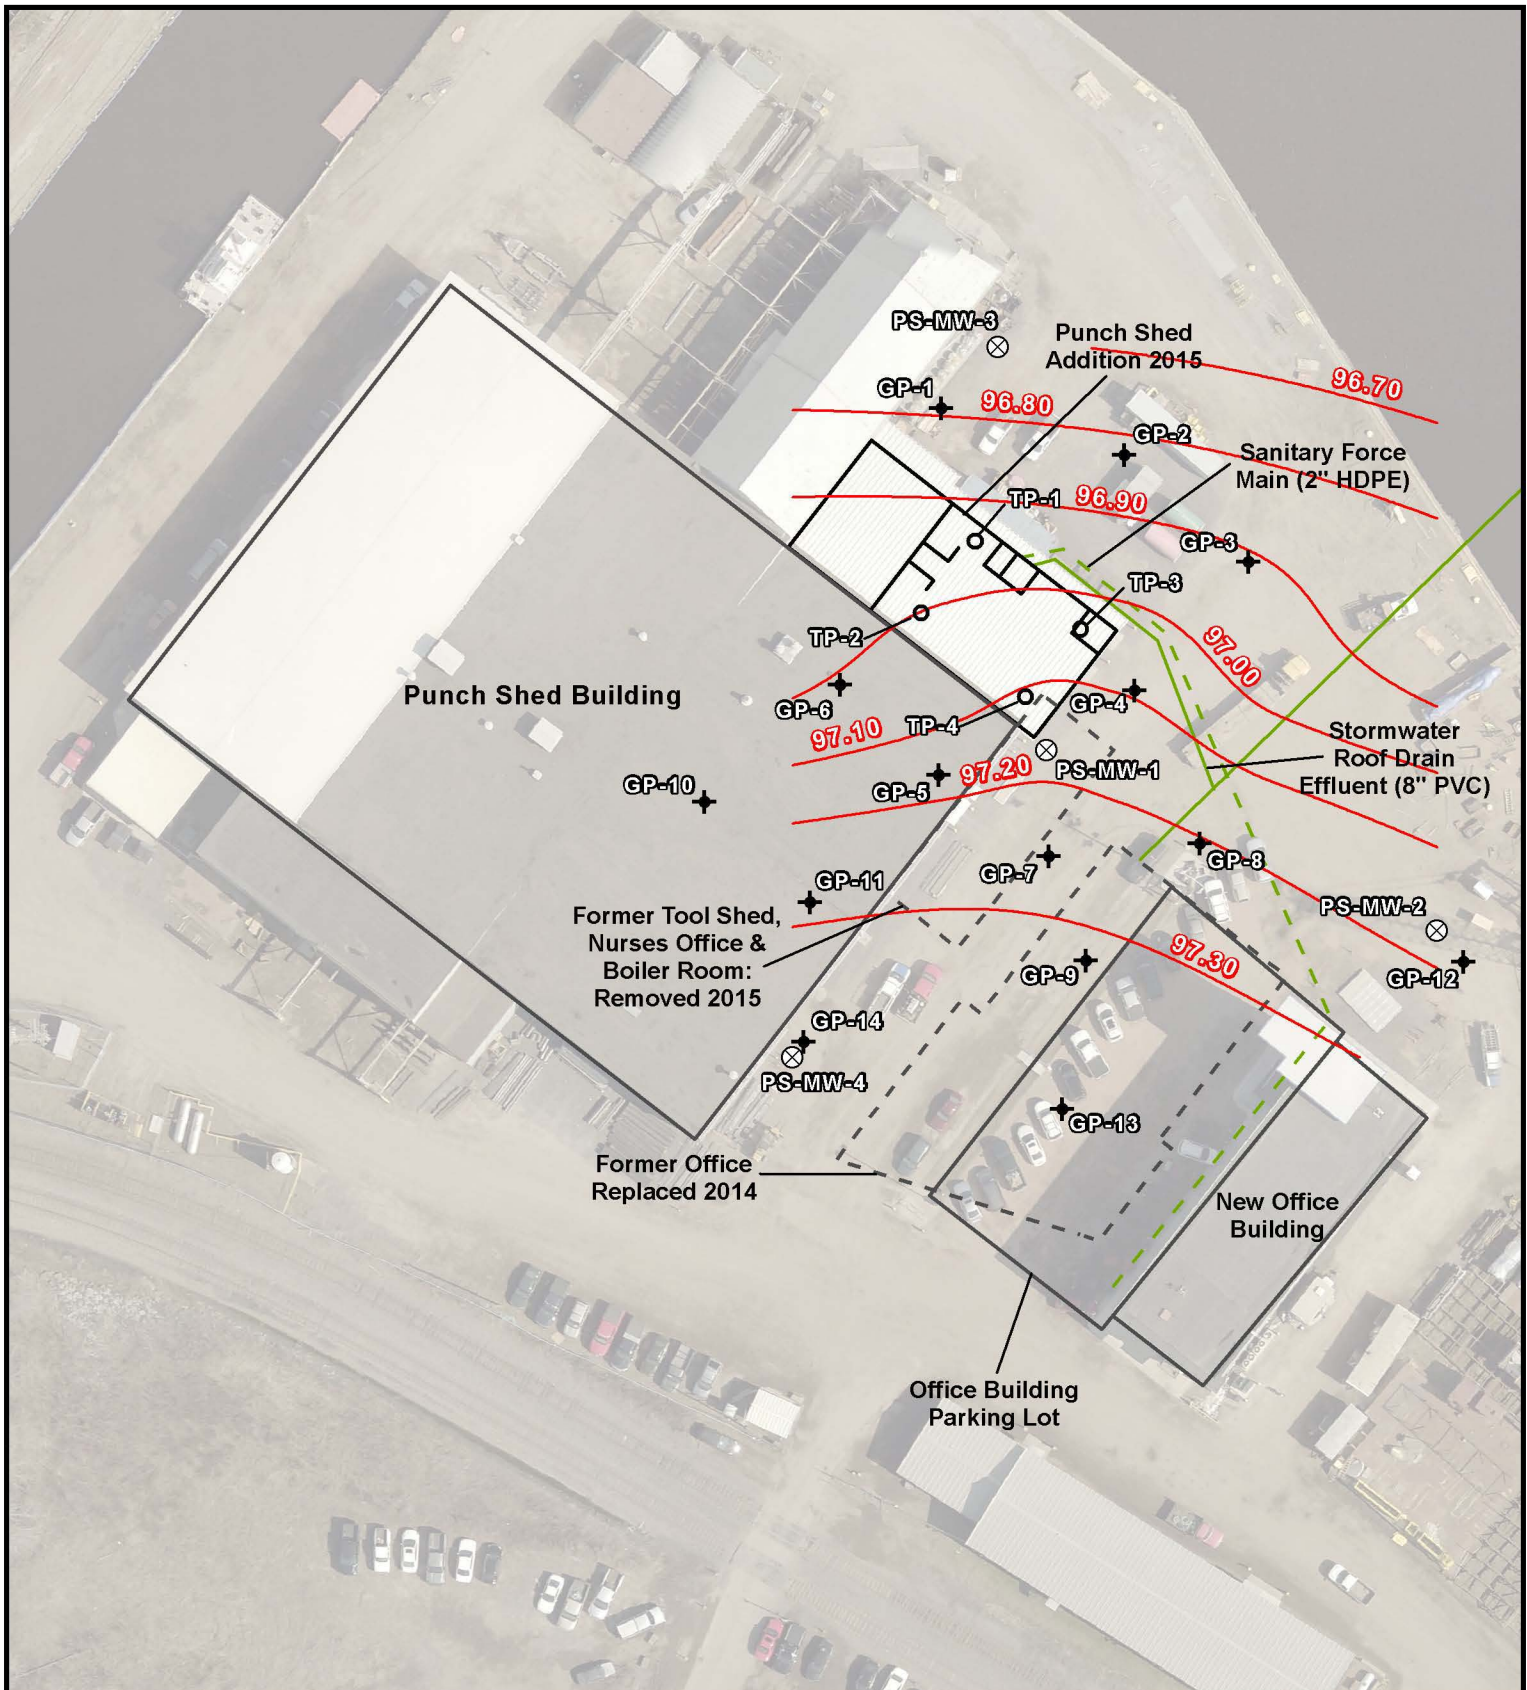 PS-MW-3
Punch Shed
Addition 2015
96.70
GP-1
96.80
GP-2
Sanitary Force
Main (2" HDPE)
TP-1
96.90
GP-3
TP-3
TP-2
97.00
Punch Shed Building
GP-6
GP-4
TP-4
97.10
Stormwater
Roof Drain
Effluent (8" PVC)
97.20
PS-MW-1
GP-10
GP-5
GP-8
GP-7
GP-11
PS-MW-2
Former Tool Shed,
Nurses Office &
Boiler Room:
Removed 2015
97.30
GP-9
GP-12
GP-14
PS-MW-4
GP-13
Former Office
Replaced 2014
New Office
Building
Office Building
Parking Lot